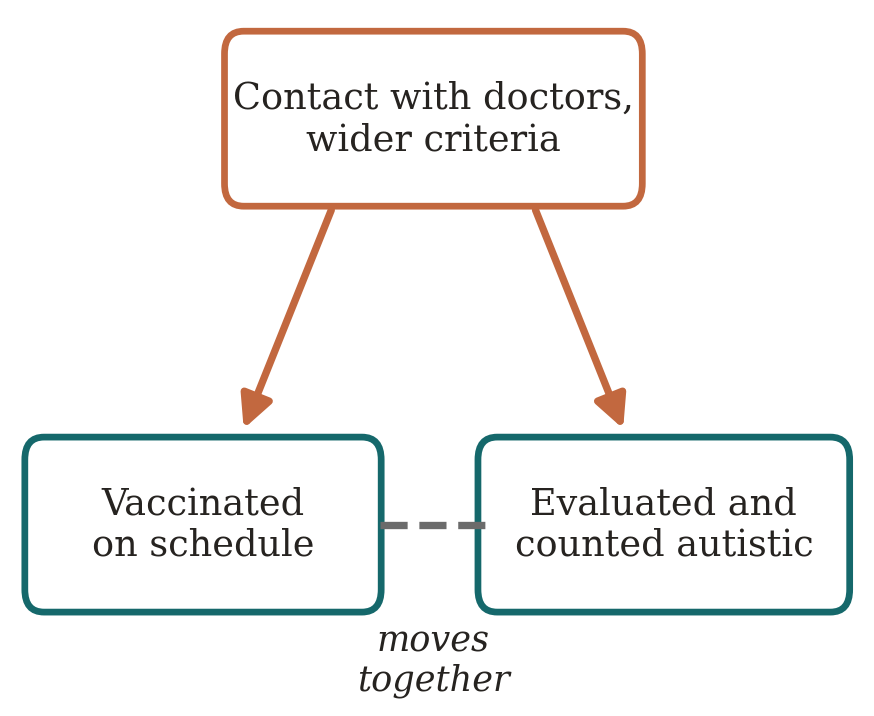 Contact with doctors,
wider criteria
Vaccinated
on schedule
Evaluated and
counted autistic
moves
together